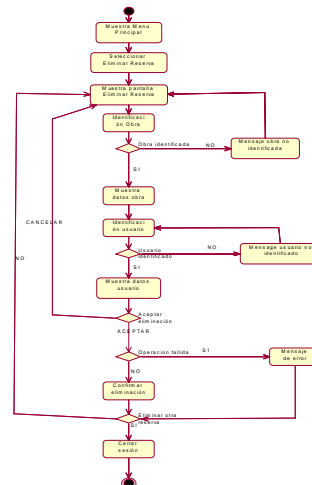 Muestra Menu
Principal
Seleccionar
Eliminar Reserva
Muestra pantalla
Eliminar Reserva
Identificaci
ón Obra
Obra identificada
NO
Mensaje obra no
identificada
SI
Muestra
datos obra
Identificaci
ón usuario
CANCELAR
Usuario
identificado
NO
Mensage usuario no
identificado
NO
SI
Muestra datos
usuario
Aceptar
eliminación
ACEPTAR
Operacion fallida
SI
Mensaje
de error
NO
Confirmar
eliminación
Eliminar otra
reserva
SI
Cerrar
sesión